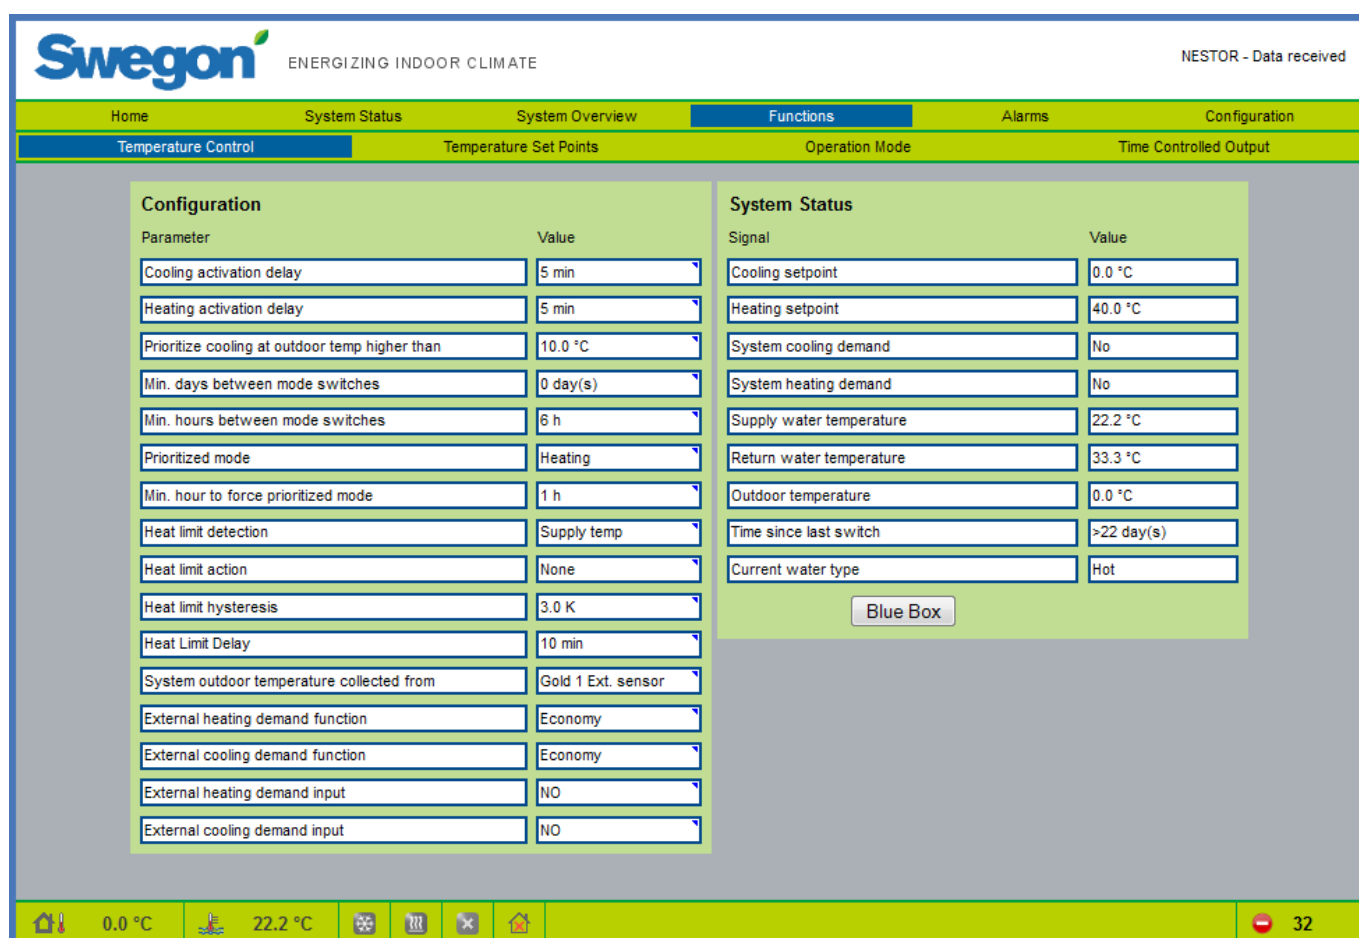 Swegon ENERGIZING INDOOR CLIMATE NESTOR - Data received
Home System Status System Overview Functions Alarms Configuration
Temperature Control Temperature Set Points Operation Mode Time Controlled Output
Configuration
Parameter Value
Cooling activation delay 5 min
Heating activation delay 5 min
Prioritize cooling at outdoor temp higher than 10.0 °C
Min. days between mode switches 0 day(s)
Min. hours between mode switches 6 h
Prioritized mode Heating
Min. hour to force prioritized mode 1 h
Heat limit detection Supply temp
Heat limit action None
Heat limit hysteresis 3.0 K
Heat Limit Delay 10 min
System outdoor temperature collected from Gold 1 Ext. sensor
External heating demand function Economy
External cooling demand function Economy
External heating demand input NO
External cooling demand input NO
System Status
Signal Value
Cooling setpoint 0.0 °C
Heating setpoint 40.0 °C
System cooling demand No
System heating demand No
Supply water temperature 22.2 °C
Return water temperature 33.3 °C
Outdoor temperature 0.0 °C
Time since last switch >22 day(s)
Current water type Hot
Blue Box
0.0 °C 22.2 °C 32